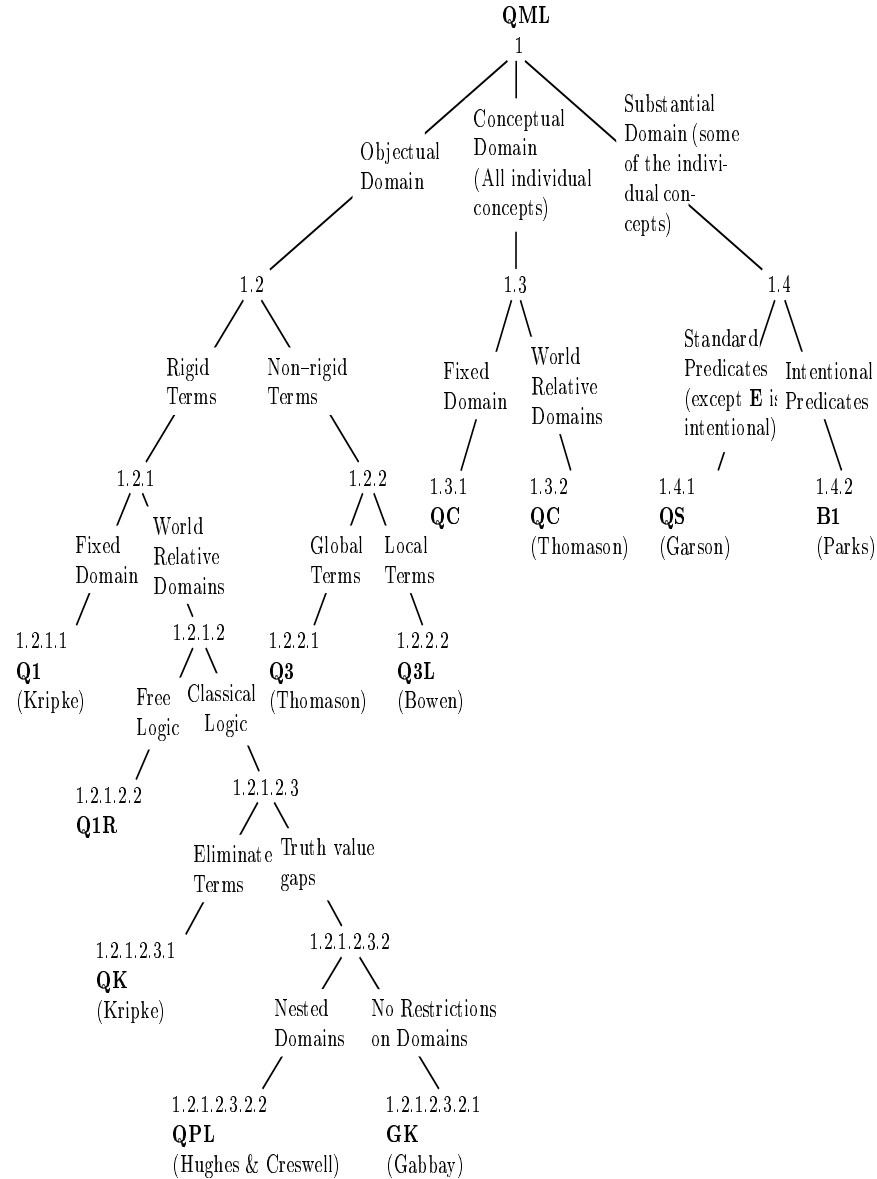 QML
1
Objectual
Domain
Conceptual
Domain
(All individual
concepts)
Substantial
Domain (some
of the indivi-
dual con-
cepts)
1.2
1.3
1.4
Rigid
Terms
Non-rigid
Terms
Fixed
Domain
World
Relative
Domains
Standard
Predicates
(except E is
intentional)
Intentional
Predicates
1.2.1
1.2.2
1.3.1
QC
1.3.2
QC
(Thomason)
1.4.1
QS
(Garson)
1.4.2
B1
(Parks)
Fixed
Domain
World
Relative
Domains
Global
Terms
Local
Terms
1.2.1.1
Q1
(Kripke)
1.2.1.2
1.2.2.1
Q3
(Thomason)
1.2.2.2
Q3L
(Bowen)
Free
Logic
Classical
Logic
1.2.1.2.2
Q1R
1.2.1.2.3
Eliminate
Terms
Truth value
gaps
1.2.1.2.3.1
QK
(Kripke)
1.2.1.2.3.2
Nested
Domains
No Restrictions
on Domains
1.2.1.2.3.2.2
QPL
(Hughes & Creswell)
1.2.1.2.3.2.1
GK
(Gabbay)